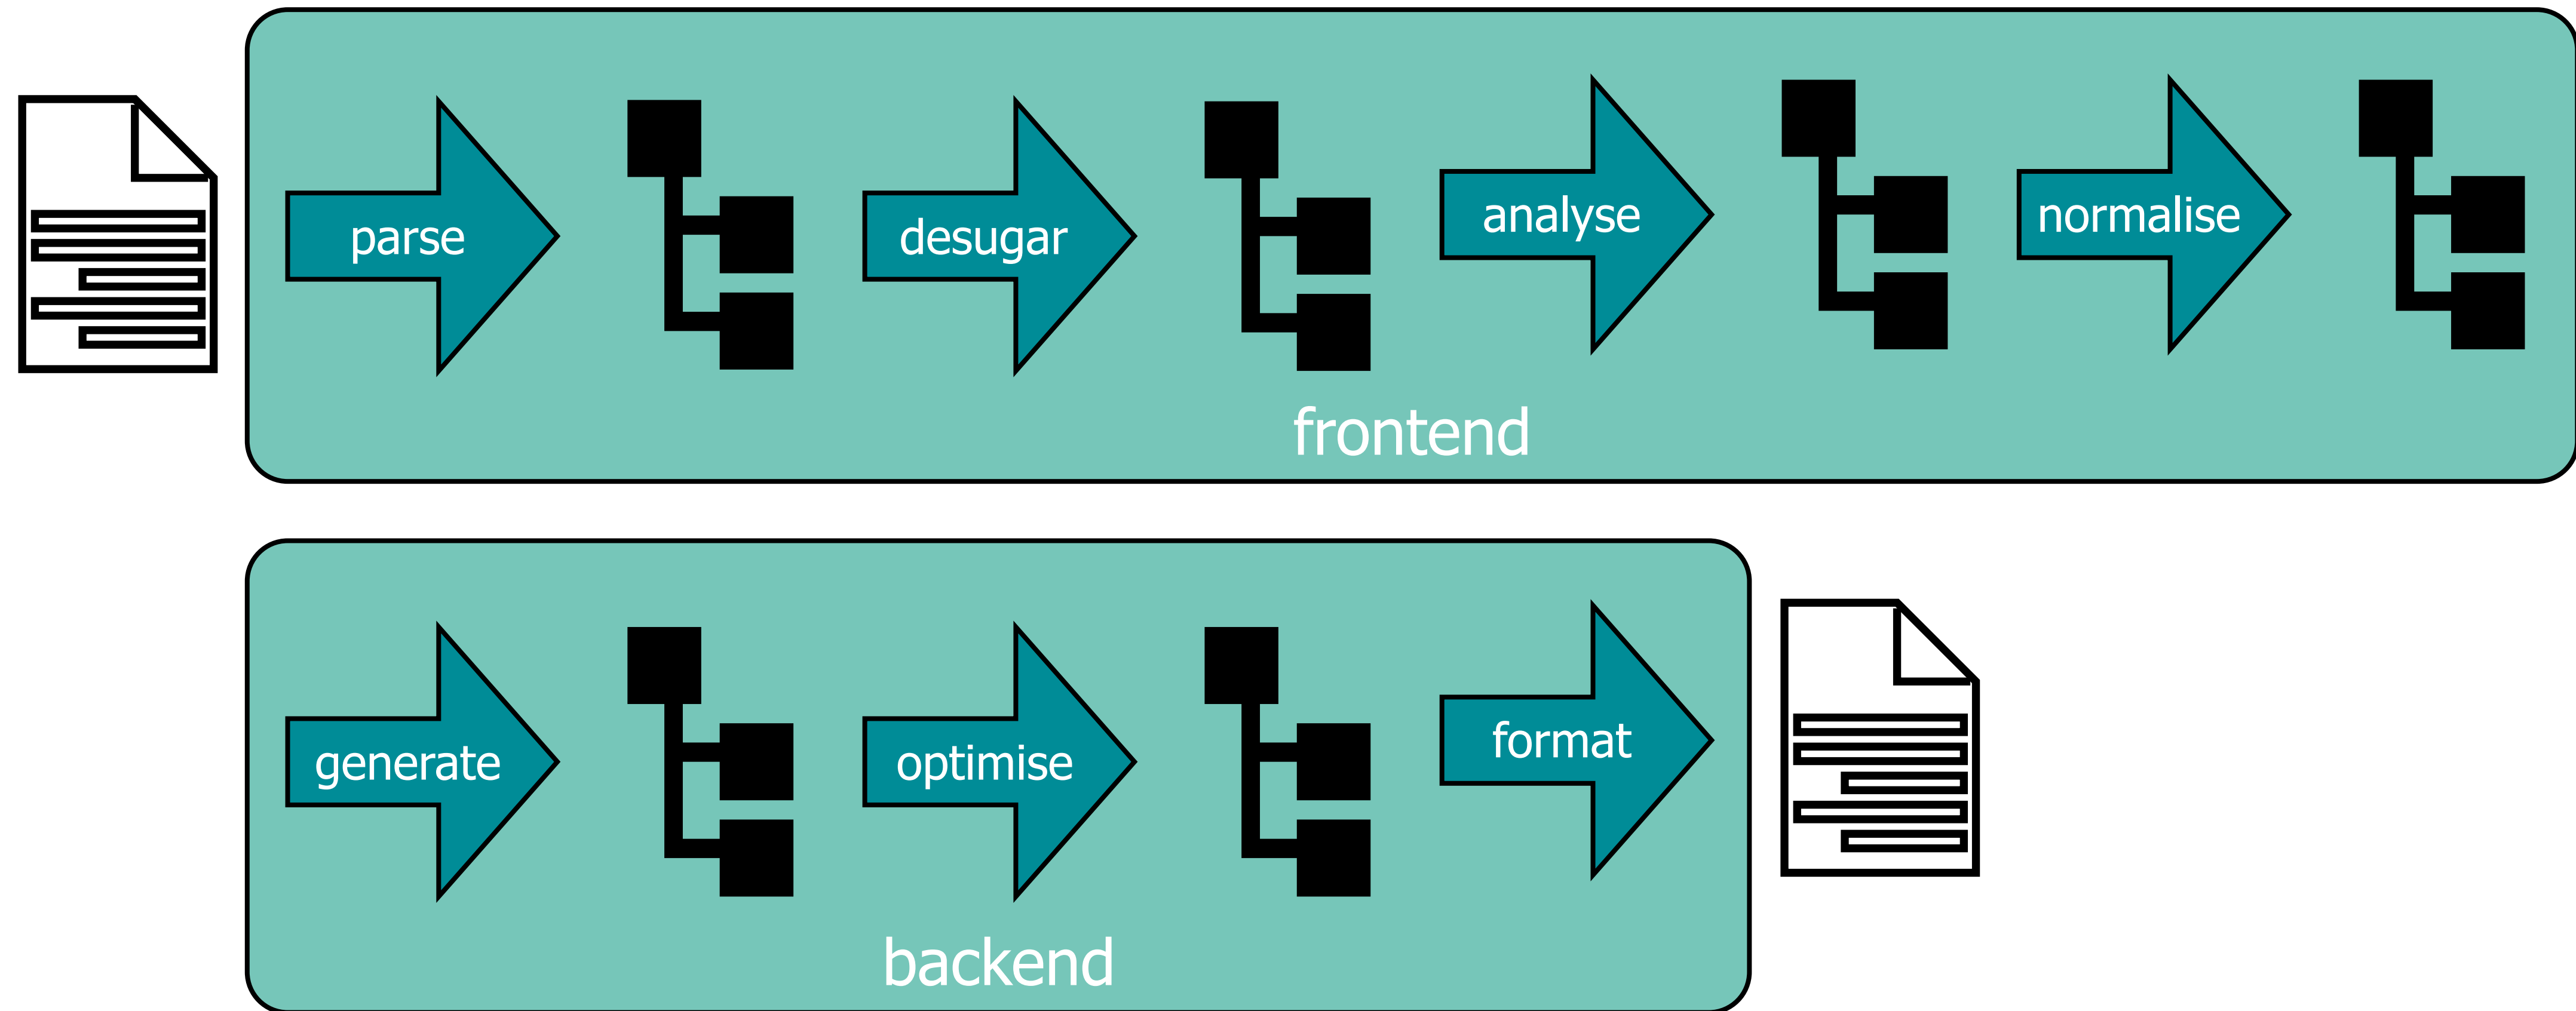 parse
desugar
analyse
normalise
frontend
generate
optimise
format
backend